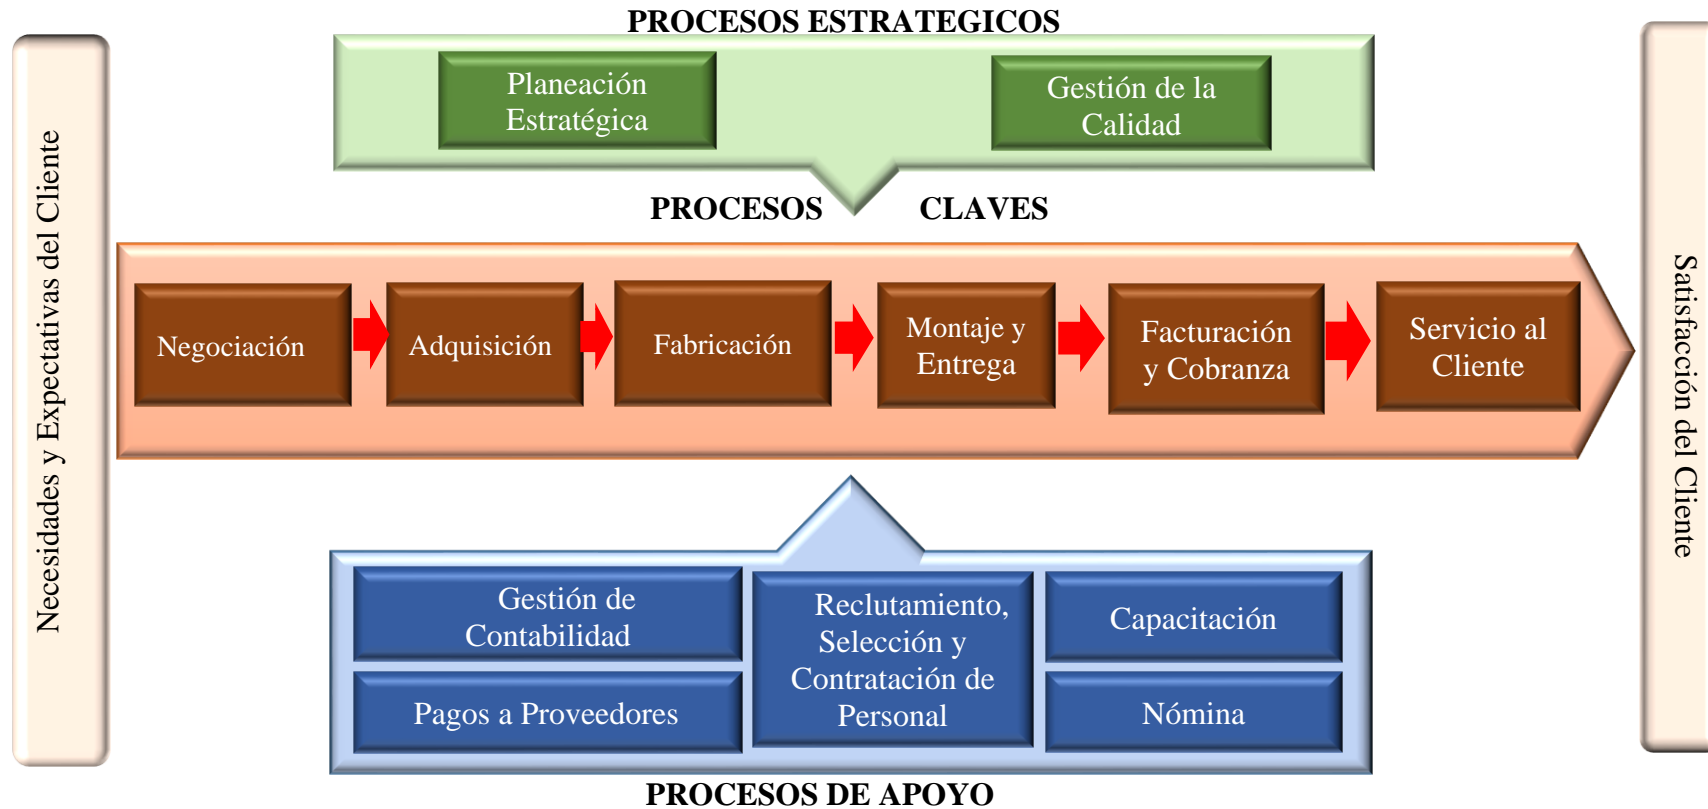 PROCESOS ESTRATEGICOS
Planeación
Estratégica
Gestión de la
Calidad
Necesidades y Expectativas del Cliente
PROCESOS CLAVES
Negociación
Adquisición
Fabricación
Montaje y
Entrega
Facturación
y Cobranza
Servicio al
Cliente
Satisfacción del Cliente
Gestión de
Contabilidad
Pagos a Proveedores
Reclutamiento,
Selección y
Contratación de
Personal
Capacitación
Nómina
PROCESOS DE APOYO